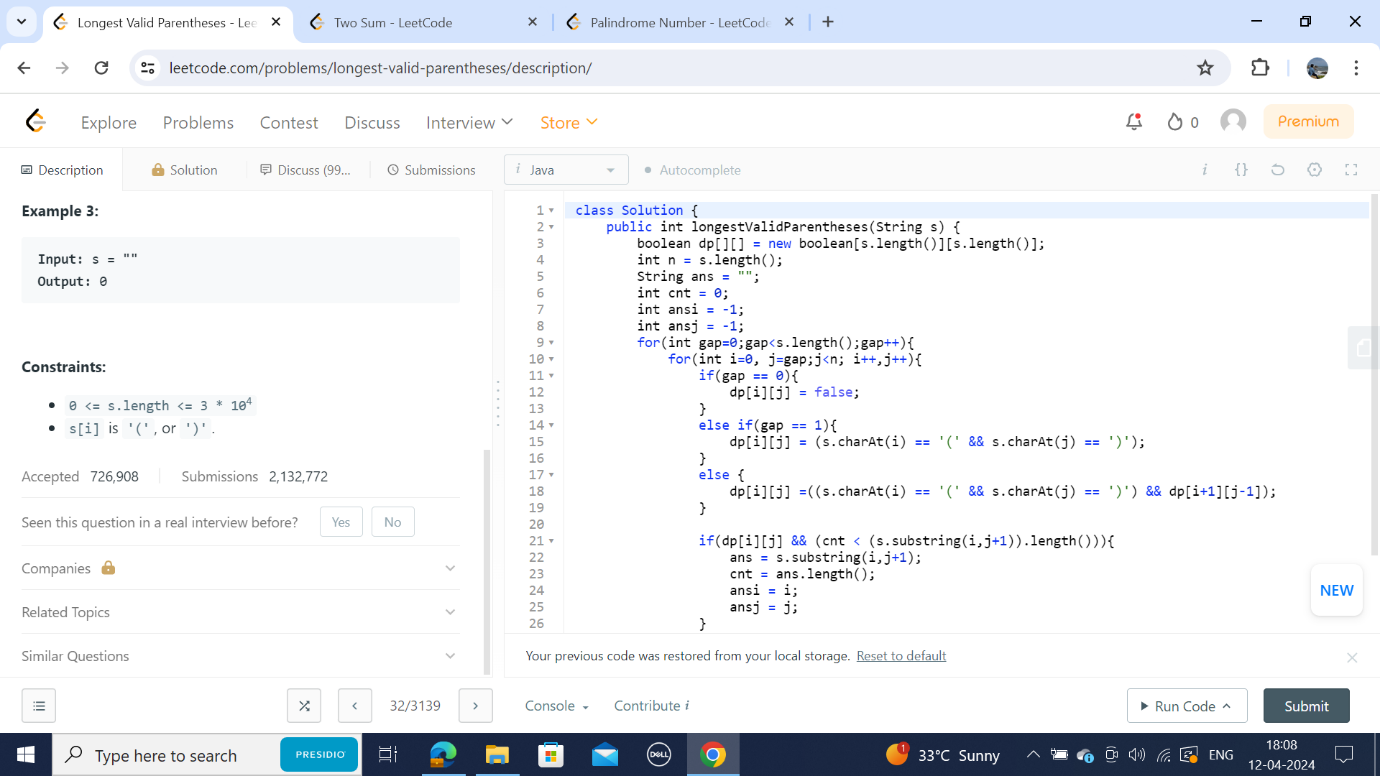 Longest Valid Parentheses - Lee
Two Sum - LeetCode
Palindrome Number - LeetCode
leetcode.com/problems/longest-valid-parentheses/description/
Explore Problems Contest Discuss Interview Store 0 Premium
Description Solution Discuss (99... Submissions i Java Autocomplete i {}
Example 3:
Input: s = ""
Output: 0
Constraints:
0 <= s.length <= 3 * 10⁴
s[i] is '(', or ')'.
Accepted 726,908 Submissions 2,132,772
Seen this question in a real interview before? Yes No
Companies
Related Topics
Similar Questions
1 class Solution {
2 public int longestValidParentheses(String s) {
3 boolean dp[][] = new boolean[s.length()][s.length()];
4 int n = s.length();
5 String ans = "";
6 int cnt = 0;
7 int ansi = -1;
8 int ansj = -1;
9 for(int gap=0;gap<s.length();gap++){
10 for(int i=0, j=gap;j<n; i++,j++){
11 if(gap == 0){
12 dp[i][j] = false;
13 }
14 else if(gap == 1){
15 dp[i][j] = (s.charAt(i) == '(' && s.charAt(j) == ')');
16 }
17 else {
18 dp[i][j] =((s.charAt(i) == '(' && s.charAt(j) == ')') && dp[i+1][j-1]);
19 }
20
21 if(dp[i][j] && (cnt < (s.substring(i,j+1)).length())){
22 ans = s.substring(i,j+1);
23 cnt = ans.length();
24 ansi = i;
25 ansj = j;
26 }
NEW
Your previous code was restored from your local storage. Reset to default
32/3139 Console Contribute i Run Code Submit
Type here to search PRESIDIO DELL 1 33°C Sunny ENG 18:08
12-04-2024